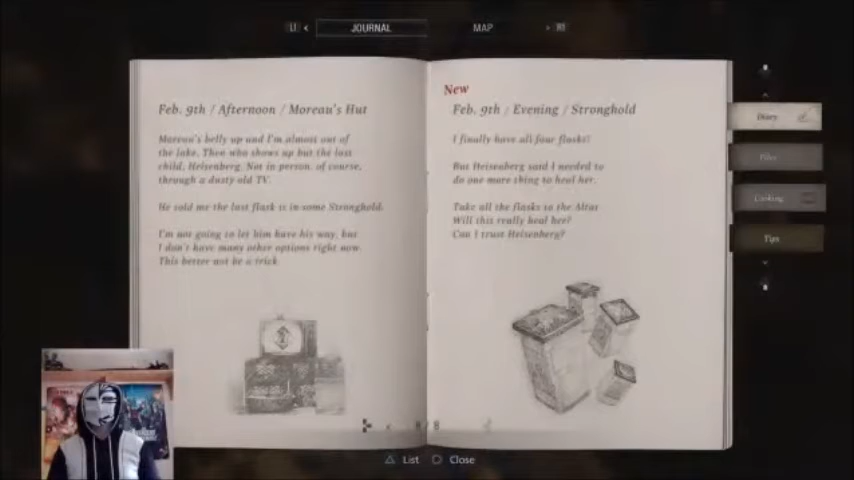 L1
JOURNAL
MAP
R1
Feb. 9th / Afternoon / Moreau's Hut
Moreau's belly up and I'm almost out of
the lake. Then who shows up but the last
child, Heisenberg. Not in person, of course,
through a dusty old TV.
He told me the last flask is in some Stronghold.
I'm not going to let him have his way, but
I don't have many other options right now.
This better not be a trick.
New
Feb. 9th / Evening / Stronghold
I finally have all four flasks!
But Heisenberg said I needed to
do one more thing to heal her.
Take all the flasks to the Altar
Will this really heal her?
Can I trust Heisenberg?
Diary
Files
Cooking
Tips
/ 8
List
Close